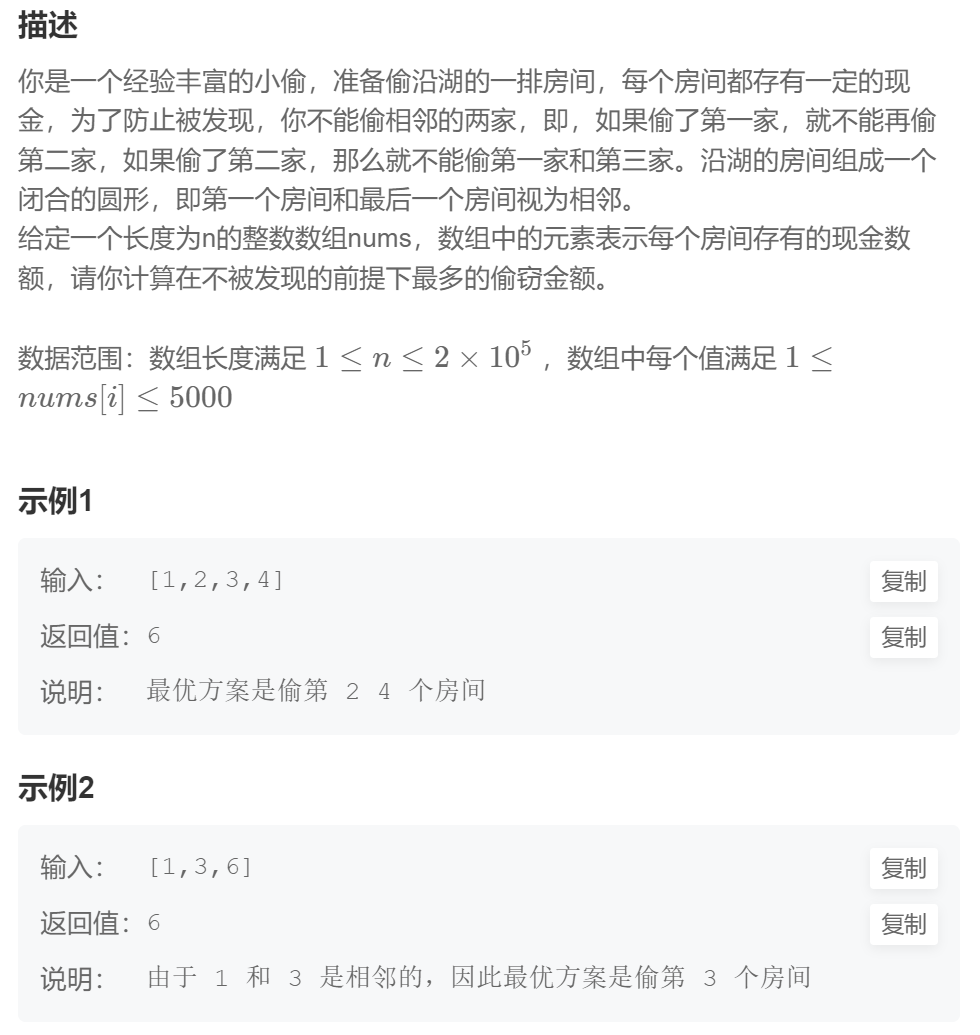 描述
你是一个经验丰富的小偷，准备偷沿湖的一排房间，每个房间都存有一定的现
金，为了防止被发现，你不能偷相邻的两家，即，如果偷了第一家，就不能再偷
第二家，如果偷了第二家，那么就不能偷第一家和第三家。沿湖的房间组成一个
闭合的圆形，即第一个房间和最后一个房间视为相邻。
给定一个长度为n的整数数组nums，数组中的元素表示每个房间存有的现金数
额，请你计算在不被发现的前提下最多的偷窃金额。
数据范围：数组长度满足 1 ≤ n ≤ 2 × 10⁵ ，数组中每个值满足 1 ≤
nums[i] ≤ 5000
示例1
输入： [1,2,3,4] 复制
返回值：6 复制
说明： 最优方案是偷第 2 4 个房间
示例2
输入： [1,3,6] 复制
返回值：6 复制
说明： 由于 1 和 3 是相邻的，因此最优方案是偷第 3 个房间